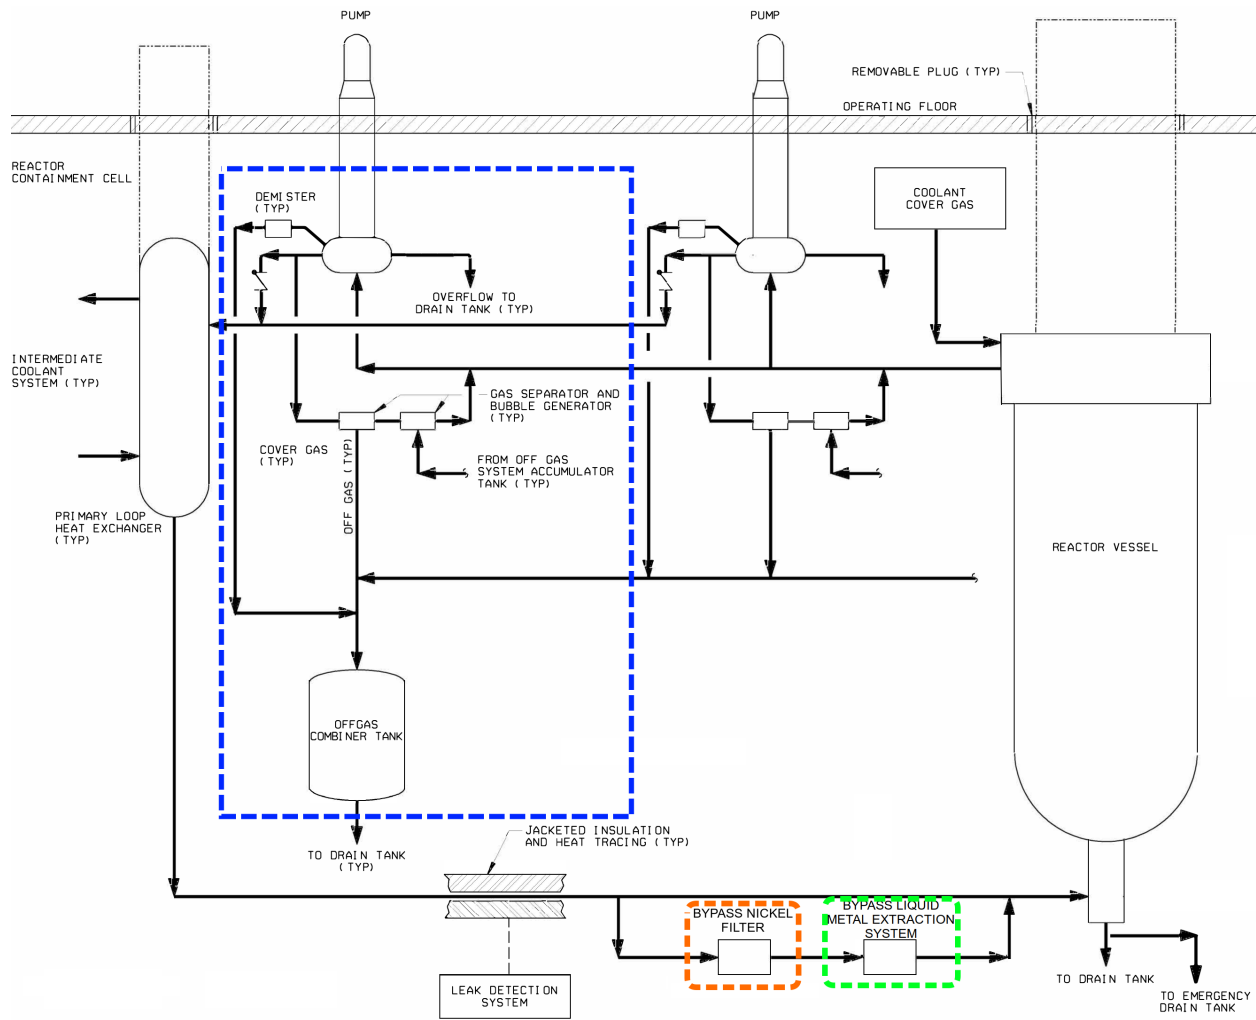 PUMP
PUMP
REMOVABLE PLUG (TYP)
OPERATING FLOOR
REACTOR
CONTAINMENT CELL
DEMISTER
(TYP)
COOLANT
COVER GAS
OVERFLOW TO
DRAIN TANK (TYP)
INTERMEDIATE
COOLANT
SYSTEM (TYP)
GAS SEPARATOR AND
BUBBLE GENERATOR
(TYP)
COVER GAS
(TYP)
OFF GAS (TYP)
FROM OFF GAS
SYSTEM ACCUMULATOR
TANK (TYP)
PRIMARY LOOP
HEAT EXCHANGER
(TYP)
REACTOR VESSEL
OFFGAS
COMBINER TANK
TO DRAIN TANK
(TYP)
JACKETED INSULATION
AND HEAT TRACING (TYP)
BYPASS NICKEL
FILTER
BYPASS LIQUID
METAL EXTRACTION
SYSTEM
LEAK DETECTION
SYSTEM
TO DRAIN TANK
TO EMERGENCY
DRAIN TANK